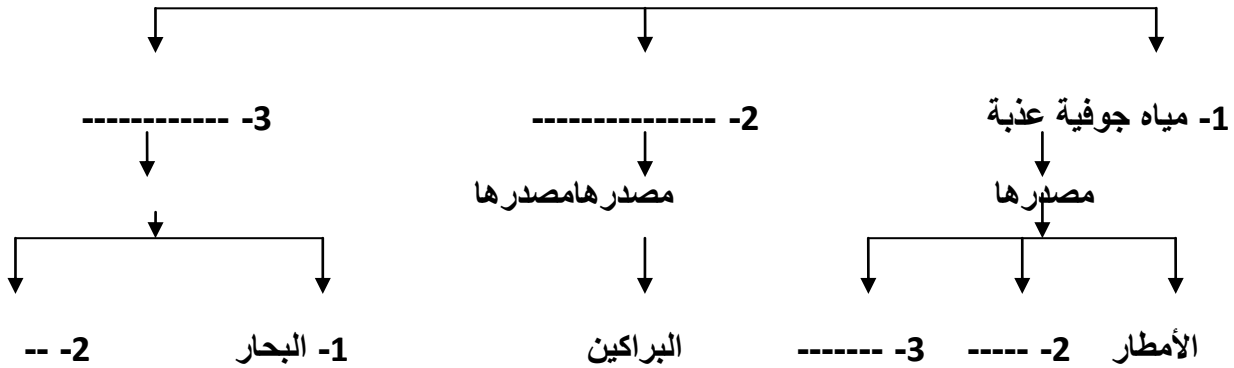 1- مياه جوفية عذبة 2- --------------- 3- ------------
مصدرها مصدرهامصدرها
الأمطار 2- ----- 3- ------- البراكين 1- البحار 2- --